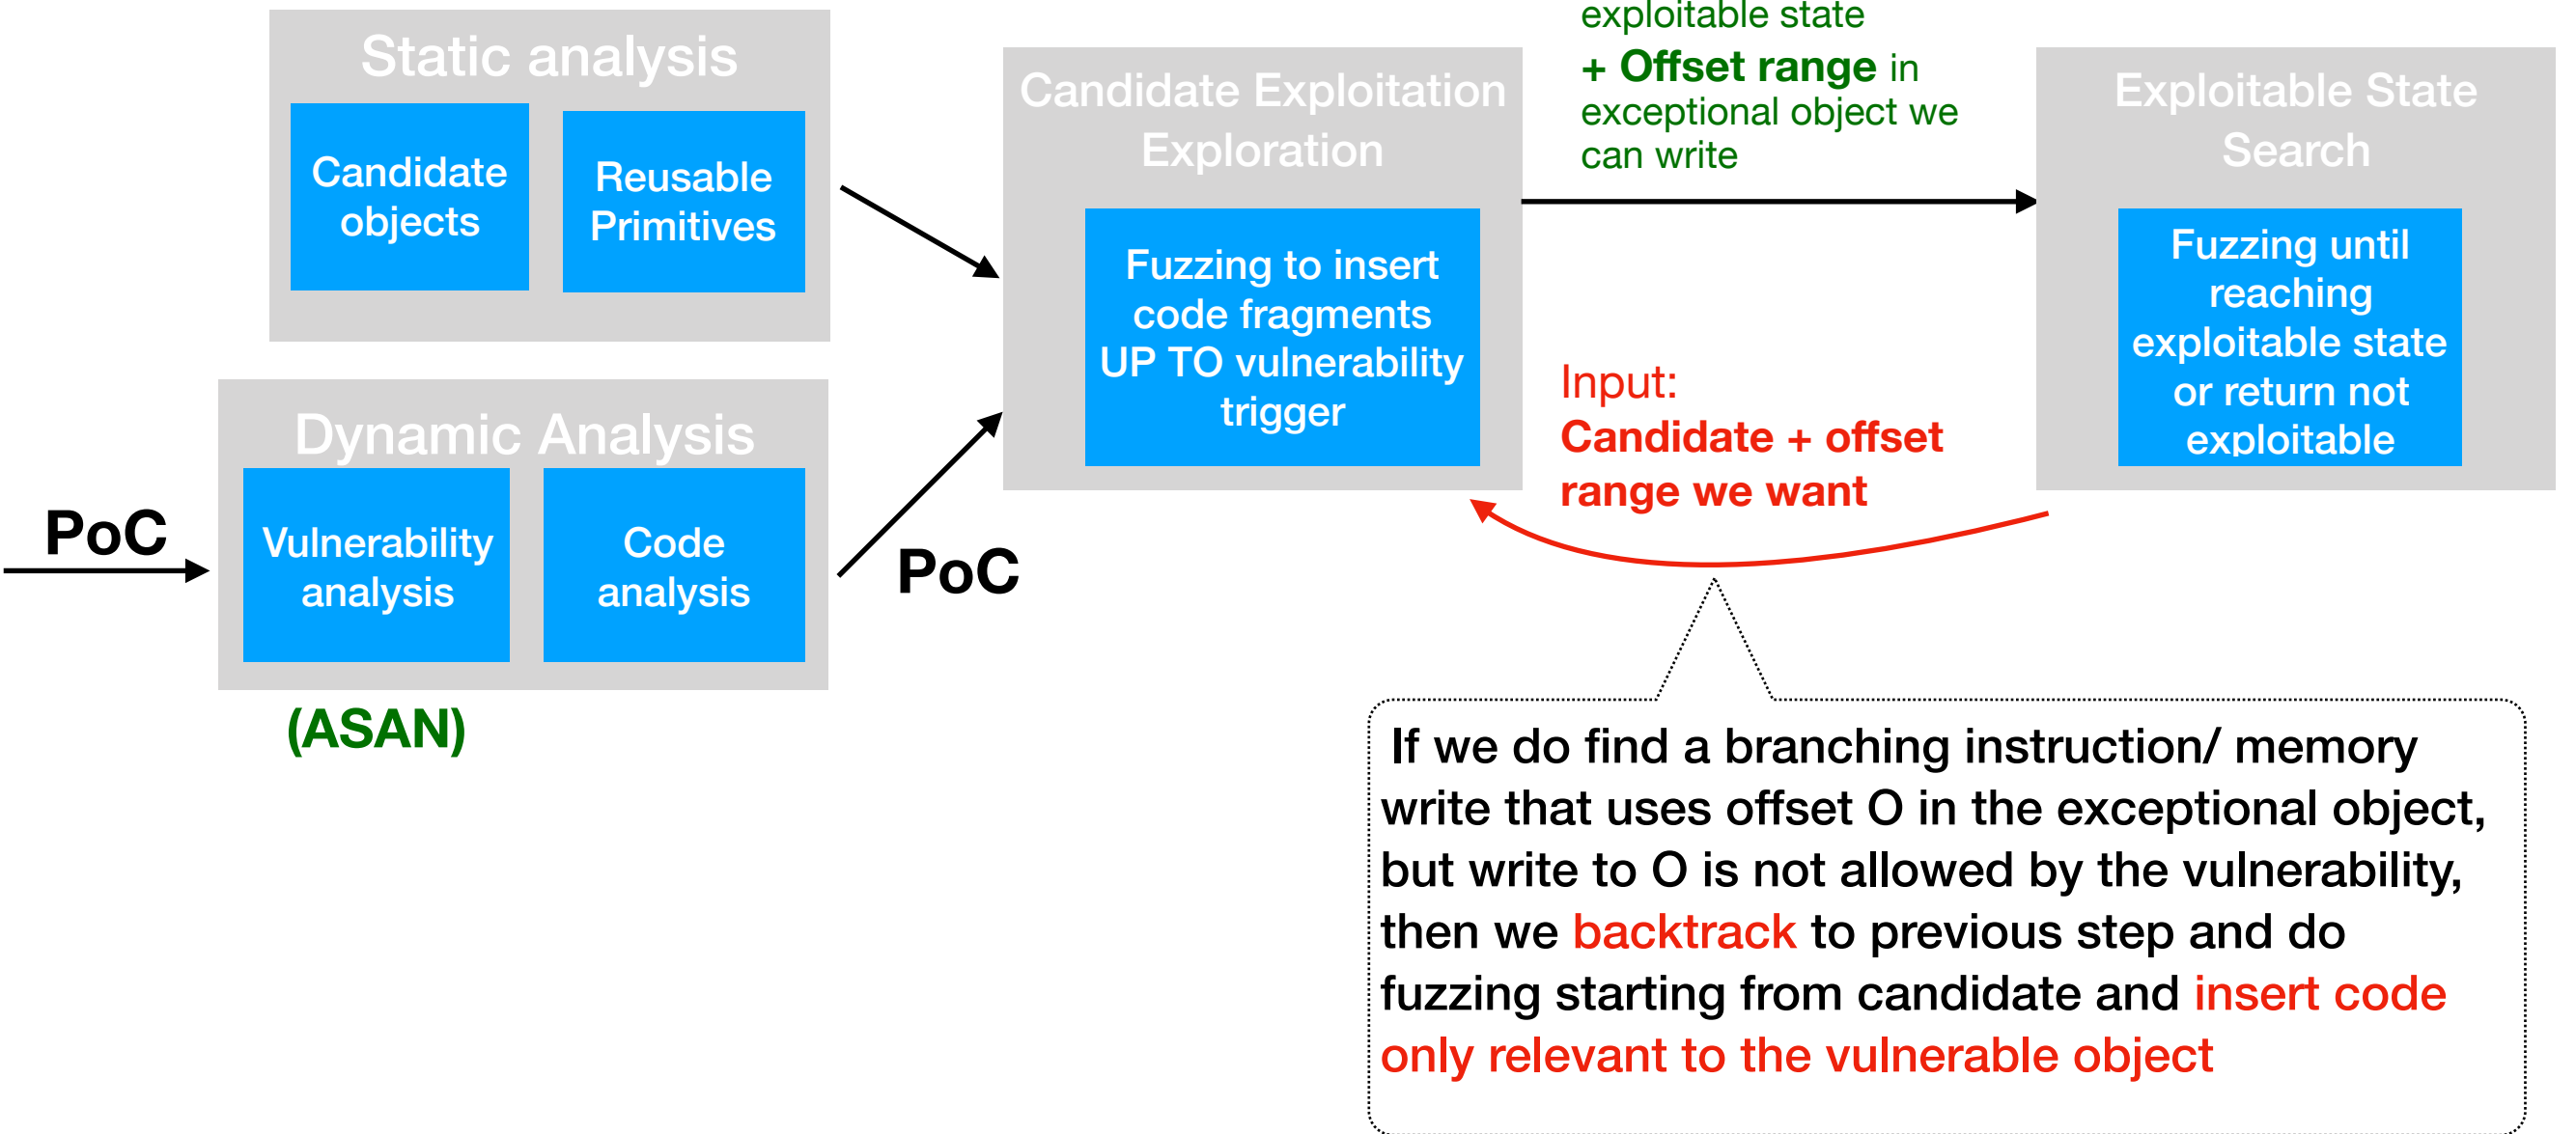 Static analysis
Candidate
objects
Reusable
Primitives
PoC
Dynamic Analysis
Vulnerability
analysis
Code
analysis
(ASAN)
PoC
Candidate Exploitation
Exploration
Fuzzing to insert
code fragments
UP TO vulnerability
trigger
exploitable state
+ Offset range in
exceptional object we
can write
Input:
Candidate + offset
range we want
Exploitable State
Search
Fuzzing until
reaching
exploitable state
or return not
exploitable
If we do find a branching instruction/ memory
write that uses offset O in the exceptional object,
but write to O is not allowed by the vulnerability,
then we backtrack to previous step and do
fuzzing starting from candidate and insert code
only relevant to the vulnerable object